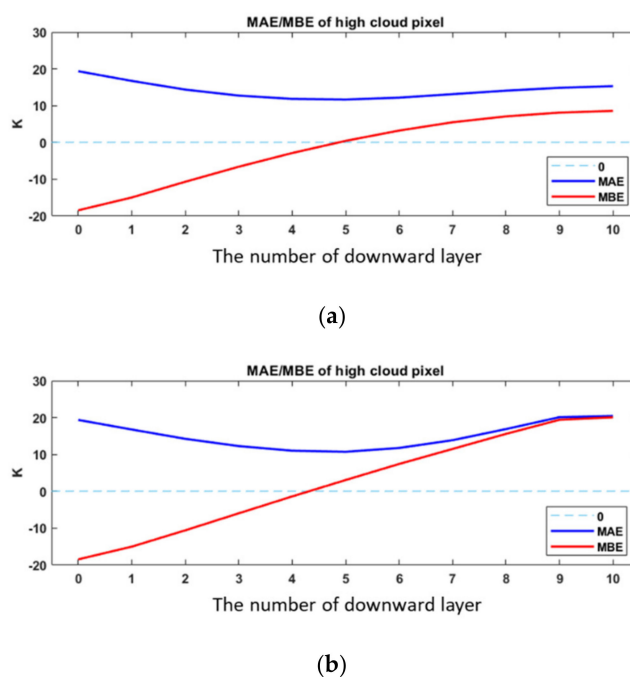 MAE/MBE of high cloud pixel
30
20
10
0
-10
-20
K
0
MAE
MBE
0 1 2 3 4 5 6 7 8 9 10
The number of downward layer
(a)
MAE/MBE of high cloud pixel
30
20
10
0
-10
-20
K
0
MAE
MBE
0 1 2 3 4 5 6 7 8 9 10
The number of downward layer
(b)